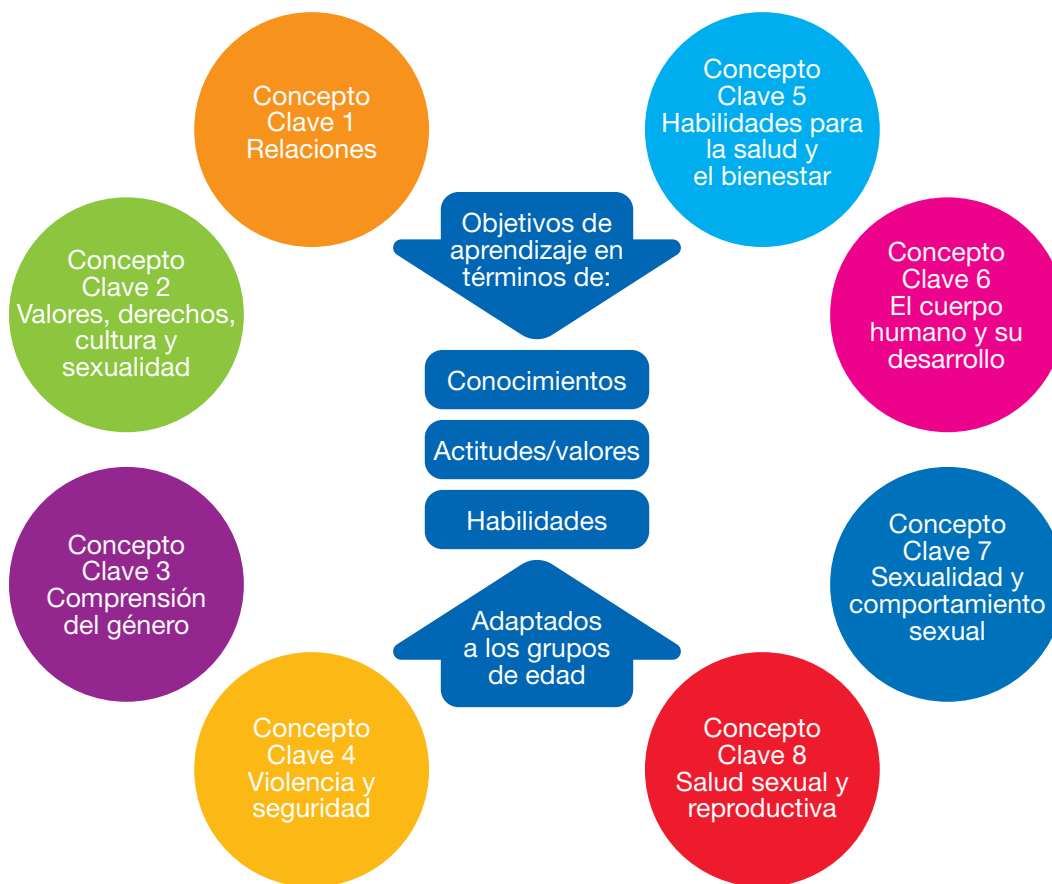 Concepto
Clave 1
Relaciones
Concepto
Clave 2
Valores, derechos,
cultura y
sexualidad
Concepto
Clave 3
Comprensión
del género
Concepto
Clave 4
Violencia y
seguridad
Objetivos de
aprendizaje en
términos de:
Conocimientos
Actitudes/valores
Habilidades
Adaptados
a los grupos
de edad
Concepto
Clave 5
Habilidades para
la salud y
el bienestar
Concepto
Clave 6
El cuerpo
humano y su
desarrollo
Concepto
Clave 7
Sexualidad y
comportamiento
sexual
Concepto
Clave 8
Salud sexual y
reproductiva